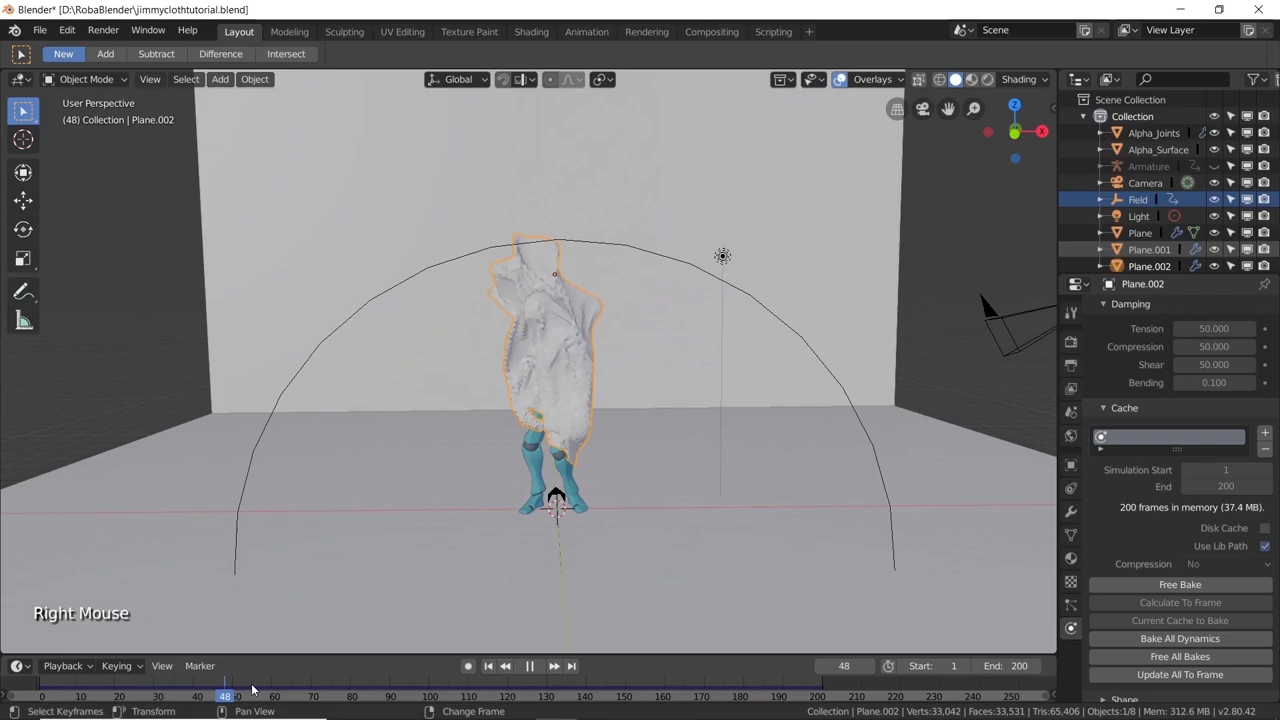 Blender* [D:\RobaBlender\jimmyclothtutorial.blend]
File Edit Render Window Help Layout Modeling Sculpting UV Editing Texture Paint Shading Animation Rendering Compositing Scripting + Scene View Layer
New Add Subtract Difference Intersect
Object Mode View Select Add Object Global Overlays Shading
User Perspective
(48) Collection | Plane.002
Z
X
Scene Collection
Collection
Alpha_Joints
Alpha_Surface
Armature
Camera
Field
Light
Plane
Plane.001
Plane.002
Plane.002
Damping
Tension 50.000
Compression 50.000
Shear 50.000
Bending 0.100
Cache
Simulation Start 1
End 200
200 frames in memory (37.4 MB).
Disk Cache
Use Lib Path
Compression No
Free Bake
Calculate To Frame
Current Cache to Bake
Bake All Dynamics
Free All Bakes
Update All To Frame
Shape
Right Mouse
Playback Keying View Marker 48 Start: 1 End: 200
0 10 20 30 40 48 60 70 80 90 100 110 120 130 140 150 160 170 180 190 200 210 220 230 240 250
Select Keyframes Transform Pan View Change Frame Collection | Plane.002 | Verts:33,042 | Faces:33,531 | Tris:65,406 | Objects:1/8 | Mem: 312.6 MB | v2.80.42